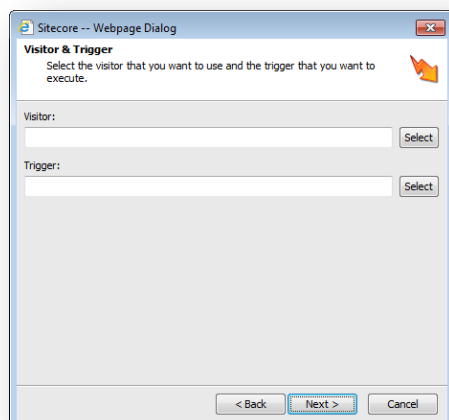 Sitecore -- Webpage Dialog
Visitor & Trigger
Select the visitor that you want to use and the trigger that you want to
execute.
Visitor:
Select
Trigger:
Select
< Back Next > Cancel